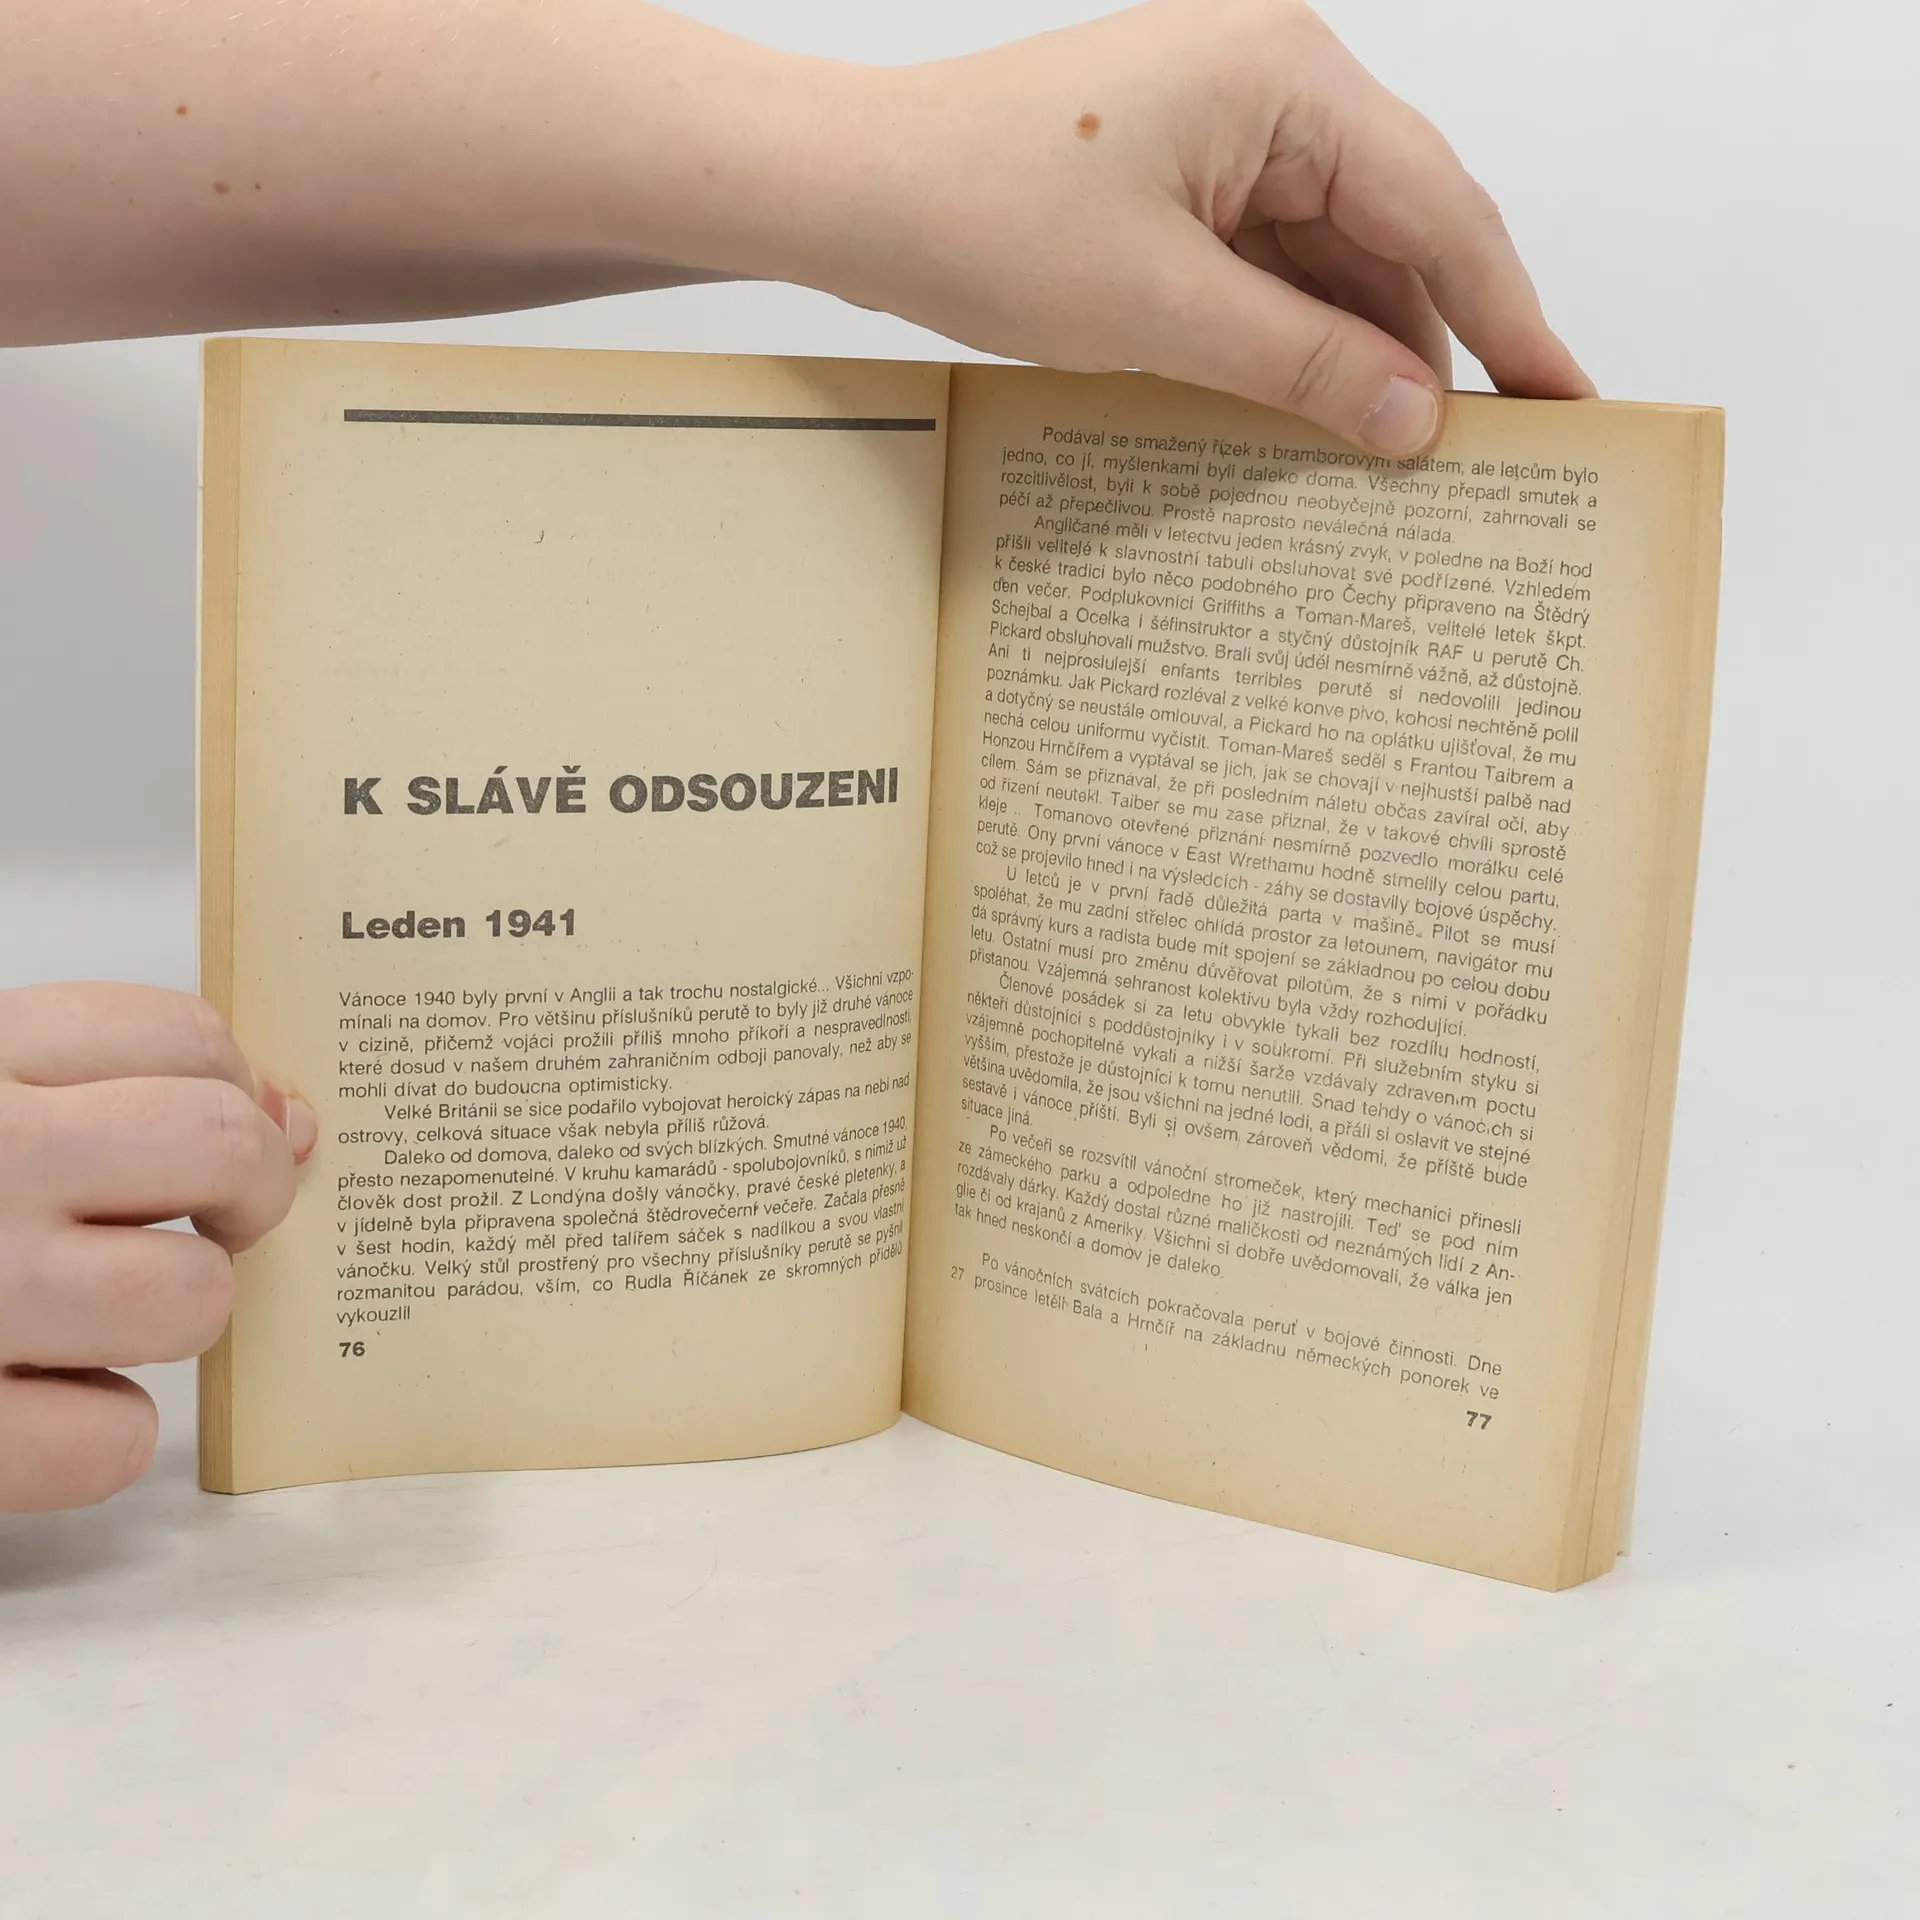 K SLÁVĚ ODSOUZENI
Leden 1941
Vánoce 1940 byly první v Anglii a tak trochu nostalgické... Všichni vzpo-
mínali na domov. Pro většinu příslušníků perutě to byly již druhé vánoce
v cizině, přičemž vojáci prožili příliš mnoho příkoří a nespravedlnosti,
které dosud v našem druhém zahraničním odboji panovaly, než aby se
mohli dívat do budoucna optimisticky.
Velké Británii se sice podařilo vybojovat heroický zápas na nebi nad
ostrovy, celková situace však nebyla příliš růžová.
Daleko od domova, daleko od svých blízkých. Smutné vánoce 1940,
přesto nezapomenutelné. V kruhu kamarádů - spolubojovníků, s nimiž už
člověk dost prožil. Z Londýna došly vánočky, pravé české pletenky, a
v jídelně byla připravena společná štědrovečerní večeře. Začala přesně
v šest hodin, každý měl před talířem sáček s nadílkou a svou vlastní
vánočku. Velký stůl prostřený pro všechny příslušníky perutě se pyšnil
rozmanitou parádou, vším, co Rudla Říčánek ze skromných přídělů
vykouzlil
76
Podával se smažený řízek s bramborovým salátem, ale letcům bylo
jedno, co jí, myšlenkami byli daleko doma. Všechny přepadl smutek a
rozcitlivělost, byli k sobě pojednou neobyčejně pozorní, zahrnovali se
péčí až přepečlivou. Prostě naprosto neválečná nálada.
Angličané měli v letectvu jeden krásný zvyk, v poledne na Boží hod
přišli velitelé k slavnostní tabuli obsluhovat své podřízené. Vzhledem
k české tradici bylo něco podobného pro Čechy připraveno na Štědrý
den večer. Podplukovníci Griffiths a Toman-Mareš, velitelé letek škpt.
Schejbal a Ocelka i šéfinstruktor a styčný důstojník RAF u perutě Ch.
Pickard obsluhovali mužstvo. Brali svůj úděl nesmírně vážně, až důstojně.
Ani ti nejproslulejší enfants terribles perutě si nedovolili jedinou
poznámku. Jak Pickard rozléval z velké konve pivo, kohosi nechtěně polil
a dotyčný se neustále omlouval, a Pickard ho na oplátku ujišťoval, že mu
nechá celou uniformu vyčistit. Toman-Mareš seděl s Frantou Taibrem a
Honzou Hrnčířem a vyptával se jich, jak se chovají v nejhustší palbě nad
cílem. Sám se přiznával, že při posledním náletu občas zavíral oči, aby
od řízení neutekl. Taiber se mu zase přiznal, že v takové chvíli sprostě
kleje .. Tomanovo otevřené přiznání nesmírně pozvedlo morálku celé
perutě. Ony první vánoce v East Wrethamu hodně stmelily celou partu,
což se projevilo hned i na výsledcích - záhy se dostavily bojové úspěchy.
U letců je v první řadě důležitá parta v mašině. Pilot se musí
spoléhat, že mu zadní střelec ohlídá prostor za letounem, navigátor mu
dá správný kurs a radista bude mít spojení se základnou po celou dobu
letu. Ostatní musí pro změnu důvěřovat pilotům, že s nimi v pořádku
přistanou. Vzájemná sehranost kolektivu byla vždy rozhodující.
Členové posádek si za letu obvykle tykali bez rozdílu hodností,
někteří důstojníci s poddůstojníky i v soukromí. Při služebním styku si
vzájemně pochopitelně vykali a nižší šarže vzdávaly zdravením poctu
vyšším, přestože je důstojníci k tomu nenutili. Snad tehdy o vánocích si
většina uvědomila, že jsou všichni na jedné lodi, a přáli si oslavit ve stejné
sestavě i vánoce příští. Byli si ovšem zároveň vědomi, že příště bude
situace jiná.
Po večeři se rozsvítil vánoční stromeček, který mechanici přinesli
ze zámeckého parku a odpoledne ho již nastrojili. Teď se pod ním
rozdávaly dárky. Každý dostal různé maličkosti od neznámých lidí z An-
glie či od krajanů z Ameriky. Všichni si dobře uvědomovali, že válka jen
tak hned neskončí a domov je daleko.
Po vánočních svátcích pokračovala peruť v bojové činnosti. Dne
27 prosince letěli Bala a Hrnčíř na základnu německých ponorek ve
77